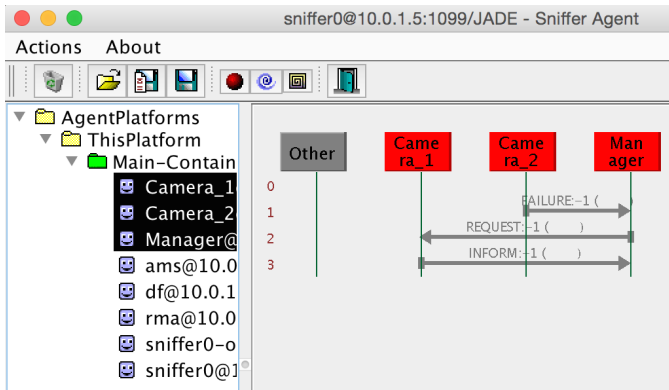 sniffer0@10.0.1.5:1099/JADE - Sniffer Agent
Actions About
AgentPlatforms
ThisPlatform
Main-Contain
Camera_1
Camera_2
Manager@
ams@10.0
df@10.0.1
rma@10.0
sniffer0-o
sniffer0@1
Other
Came
ra_1
Came
ra_2
Man
ager
0
1
FAILURE:-1 ( )
2
REQUEST:-1 ( )
3
INFORM:-1 ( )